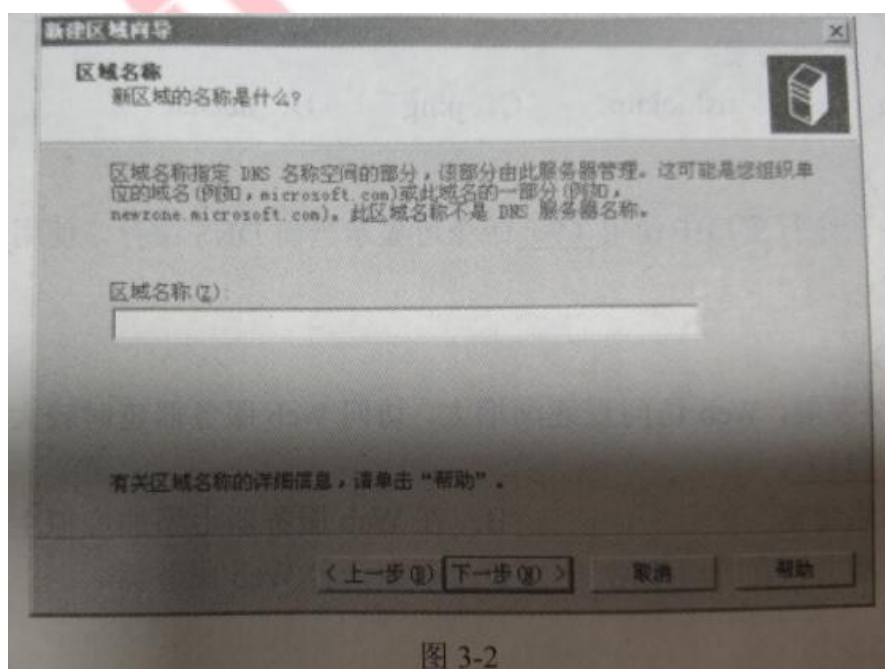 新建区域向导
区域名称
新区域的名称是什么?
区域名称指定 DNS 名称空间的部分,该部分由此服务器管理。这可能是您组织单
位的域名(例如,microsoft.com)或此域名的一部分(例如,
newzone.microsoft.com)。此区域名称不是 DNS 服务器名称。
区域名称(Z):
有关区域名称的详细信息,请单击“帮助”。
<上一步(B) 下一步(N) > 取消 帮助
图 3-2